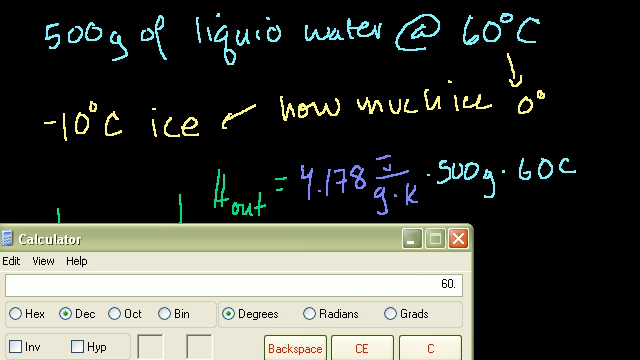 500g of liquid water @ 60°C
-10°C ice how much ice 0°
H out = 4.178 J/g·K · 500g · 60C
Calculator
Edit View Help
60.
Hex Dec Oct Bin Degrees Radians Grads
Inv Hyp Backspace CE C